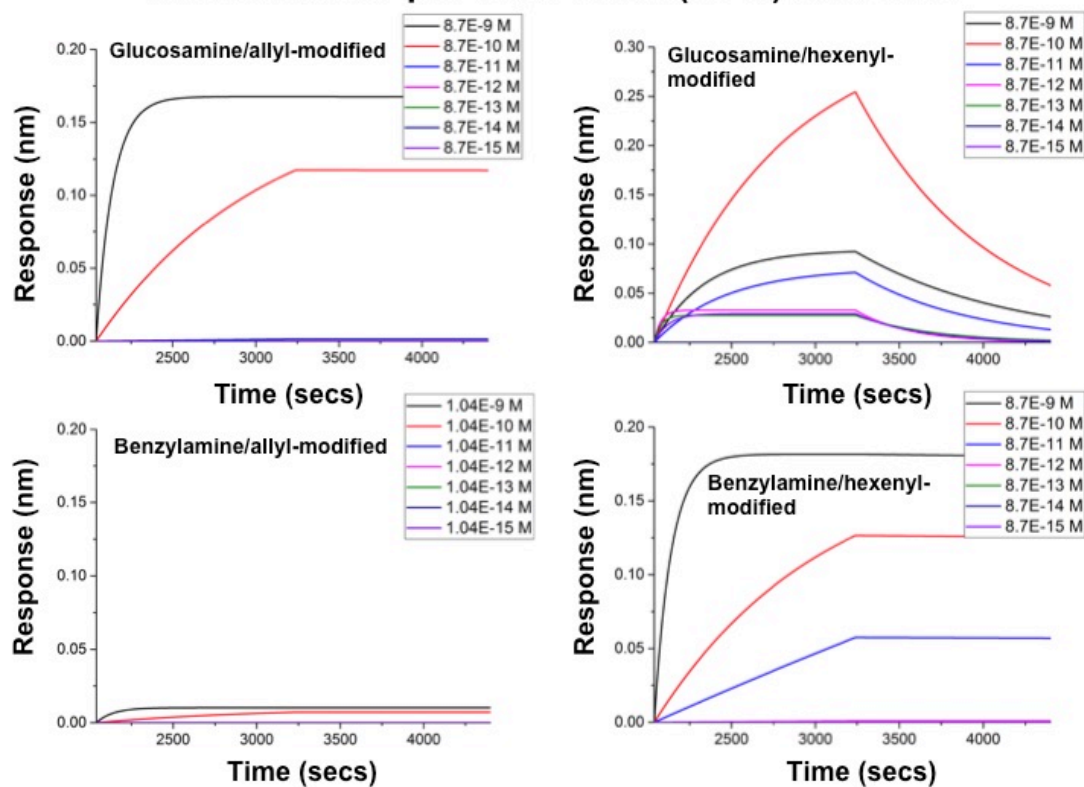 0.20
0.15
0.10
0.05
0.00
Response (nm)
Glucosamine/allyl-modified
8.7E-9 M
8.7E-10 M
8.7E-11 M
8.7E-12 M
8.7E-13 M
8.7E-14 M
8.7E-15 M
2500 3000 3500 4000
Time (secs)
0.30
0.25
0.20
0.15
0.10
0.05
0.00
Response (nm)
Glucosamine/hexenyl-
modified
8.7E-9 M
8.7E-10 M
8.7E-11 M
8.7E-12 M
8.7E-13 M
8.7E-14 M
8.7E-15 M
2500 3000 3500 4000
Time (secs)
0.20
0.15
0.10
0.05
0.00
Response (nm)
Benzylamine/allyl-modified
1.04E-9 M
1.04E-10 M
1.04E-11 M
1.04E-12 M
1.04E-13 M
1.04E-14 M
1.04E-15 M
2500 3000 3500 4000
Time (secs)
0.20
0.15
0.10
0.05
0.00
Response (nm)
Benzylamine/hexenyl-
modified
8.7E-9 M
8.7E-10 M
8.7E-11 M
8.7E-12 M
8.7E-13 M
8.7E-14 M
8.7E-15 M
2500 3000 3500 4000
Time (secs)